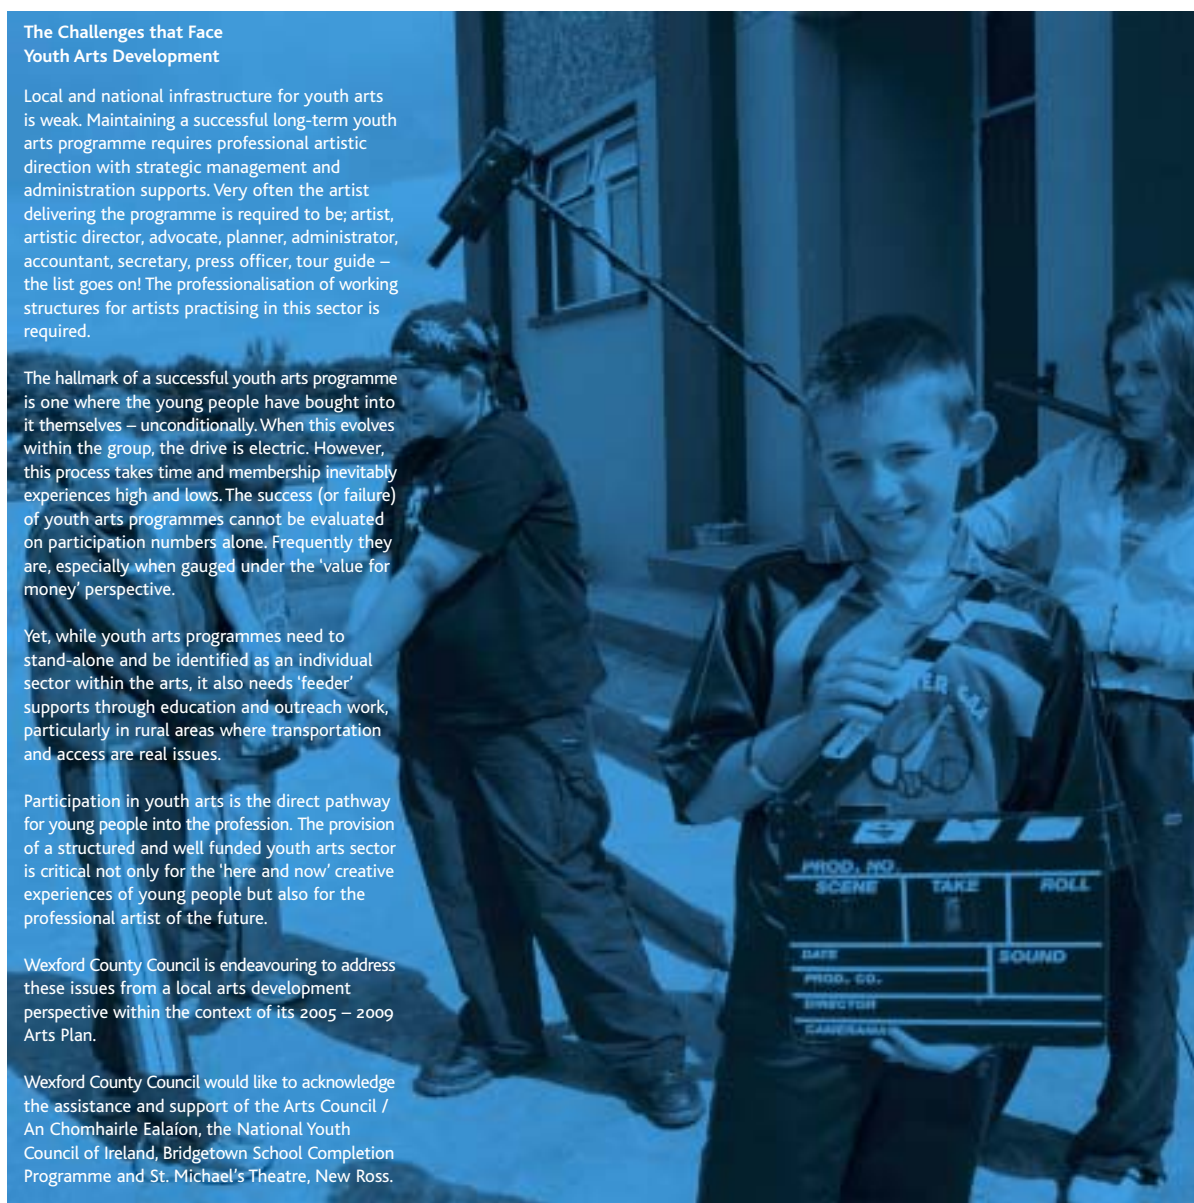 The Challenges that Face
Youth Arts Development
Local and national infrastructure for youth arts
is weak. Maintaining a successful long-term youth
arts programme requires professional artistic
direction with strategic management and
administration supports. Very often the artist
delivering the programme is required to be; artist,
artistic director, advocate, planner, administrator,
accountant, secretary, press officer, tour guide –
the list goes on! The professionalisation of working
structures for artists practising in this sector is
required.
The hallmark of a successful youth arts programme
is one where the young people have bought into
it themselves – unconditionally. When this evolves
within the group, the drive is electric. However,
this process takes time and membership inevitably
experiences high and lows. The success (or failure)
of youth arts programmes cannot be evaluated
on participation numbers alone. Frequently they
are, especially when gauged under the ‘value for
money’ perspective.
Yet, while youth arts programmes need to
stand-alone and be identified as an individual
sector within the arts, it also needs ‘feeder’
supports through education and outreach work,
particularly in rural areas where transportation
and access are real issues.
Participation in youth arts is the direct pathway
for young people into the profession. The provision
of a structured and well funded youth arts sector
is critical not only for the ‘here and now’ creative
experiences of young people but also for the
professional artist of the future.
Wexford County Council is endeavouring to address
these issues from a local arts development
perspective within the context of its 2005 – 2009
Arts Plan.
Wexford County Council would like to acknowledge
the assistance and support of the Arts Council /
An Chomhairle Ealaíon, the National Youth
Council of Ireland, Bridgetown School Completion
Programme and St. Michael’s Theatre, New Ross.
PROD. NO.
SCENE TAKE ROLL
DATE SOUND
PROD. CO.
DIRECTOR